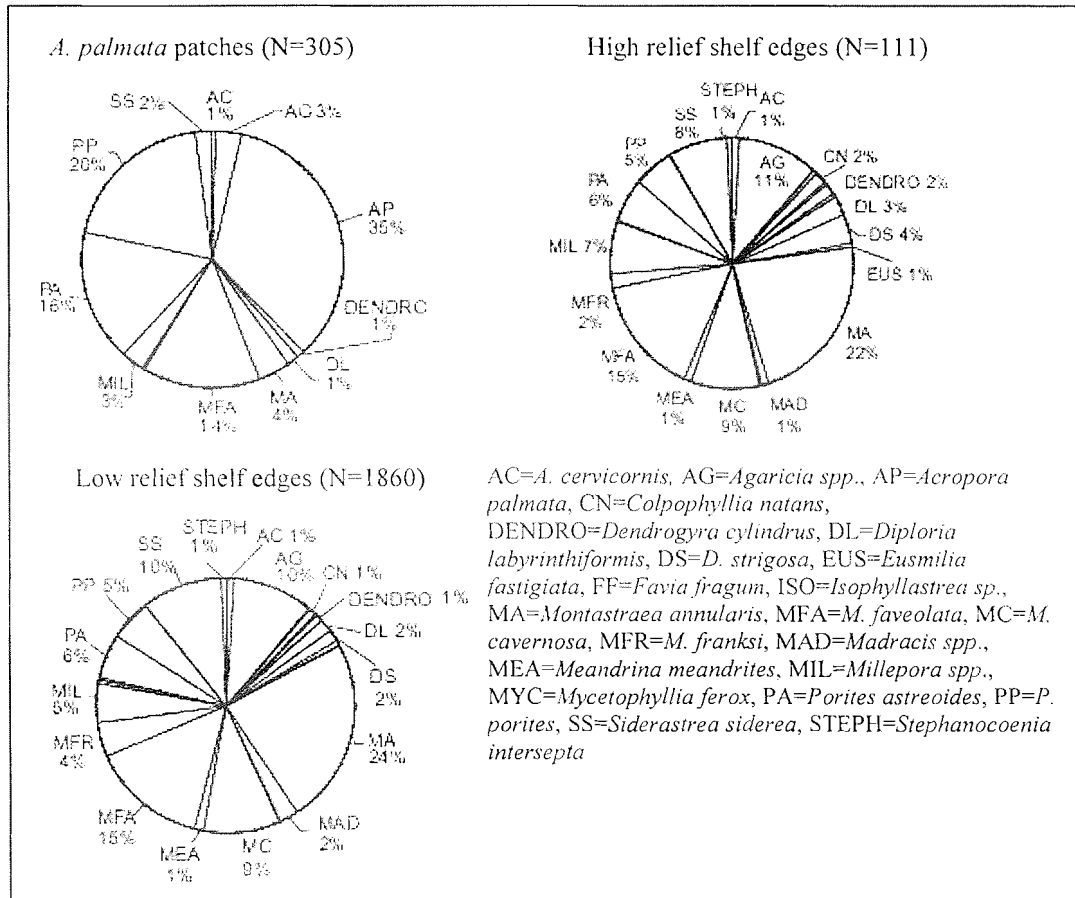 A. palmata patches (N=305)
SS 2%
AC
1%
AC 3%
PP
20%
AP
35%
PA
16%
DENDRO
1%
DL
1%
MIL
3%
MA
4%
MFA
14%
High relief shelf edges (N=111)
STEPH
1%
AC
1%
SS
8%
PP
5%
AG
11%
CN 2%
DENDRO 2%
PA
6%
DL 3%
DS 4%
MIL 7%
EUS 1%
MFR
2%
MA
22%
MFA
15%
MEA
1%
MC
9%
MAD
1%
Low relief shelf edges (N=1860)
STEPH
1%
AC 1%
SS
10%
AG
10%
CN 1%
PP 5%
DENDRO 1%
PA
6%
DL 2%
DS
2%
MIL
MA
24%
MFR
4%
MFA
15%
MAD
2%
MEA
1%
MC
9%
AC=A. cervicornis, AG=Agaricia spp., AP=Acropora
palmata, CN=Colpophyllia natans,
DENDRO=Dendrogyra cylindrus, DL=Diploria
labyrinthiformis, DS=D. strigosa, EUS=Eusmilia
fastigiata, FF=Favia fragum, ISO=Isophyllastrea sp.,
MA=Montastraea annularis, MFA=M. faveolata, MC=M.
cavernosa, MFR=M. franksi, MAD=Madracis spp.,
MEA=Meandrina meandrites, MIL=Millepora spp.,
MYC=Mycetophyllia ferox, PA=Porites astreoides, PP=P.
porites, SS=Siderastrea siderea, STEPH=Stephanocoenia
intersepta